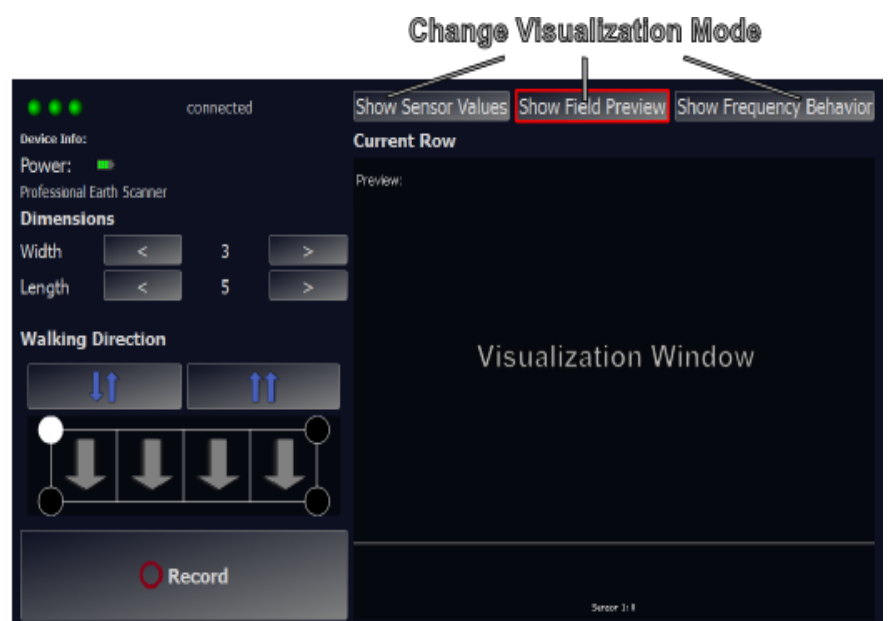 Change Visualization Mode
connected
Show Sensor Values
Show Field Preview
Show Frequency Behavior
Device Info:
Current Row
Power:
Professional Earth Scanner
Preview:
Dimensions
Width < 3 >
Length < 5 >
Walking Direction
Visualization Window
Record